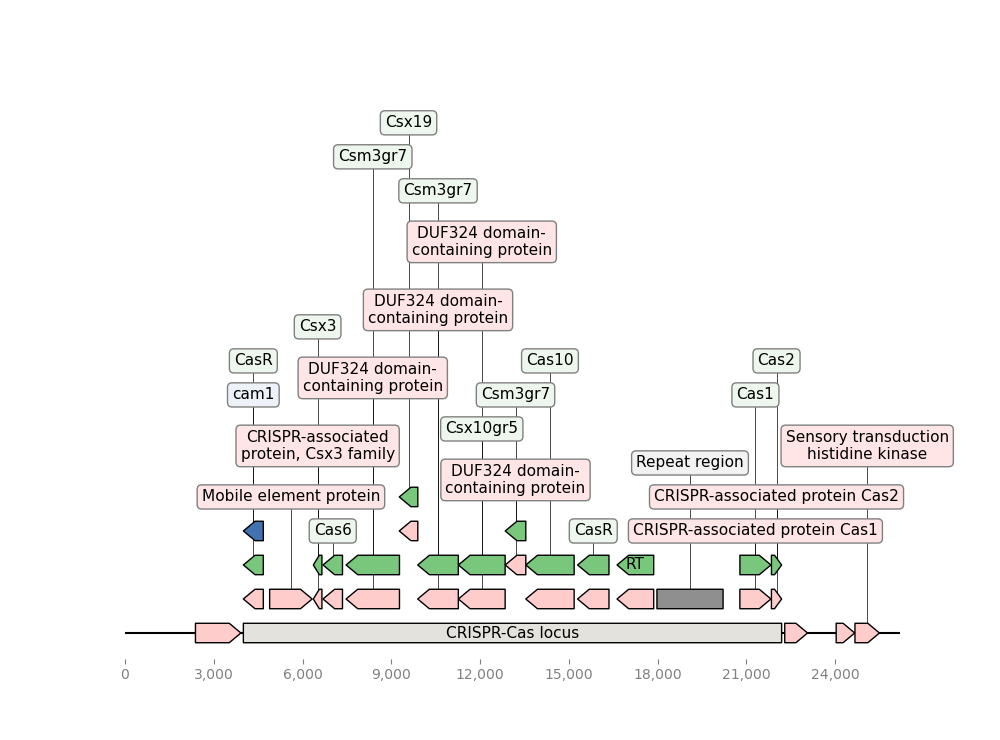 Csx19
Csm3gr7
Csm3gr7
DUF324 domain-
containing protein
DUF324 domain-
containing protein
Csx3
CasR
Cas10
Cas2
DUF324 domain-
containing protein
cam1
Csm3gr7
Cas1
Csx10gr5
CRISPR-associated
protein, Csx3 family
Sensory transduction
histidine kinase
Repeat region
DUF324 domain-
containing protein
Mobile element protein
CRISPR-associated protein Cas2
Cas6
CasR
CRISPR-associated protein Cas1
RT
CRISPR-Cas locus
0 3,000 6,000 9,000 12,000 15,000 18,000 21,000 24,000